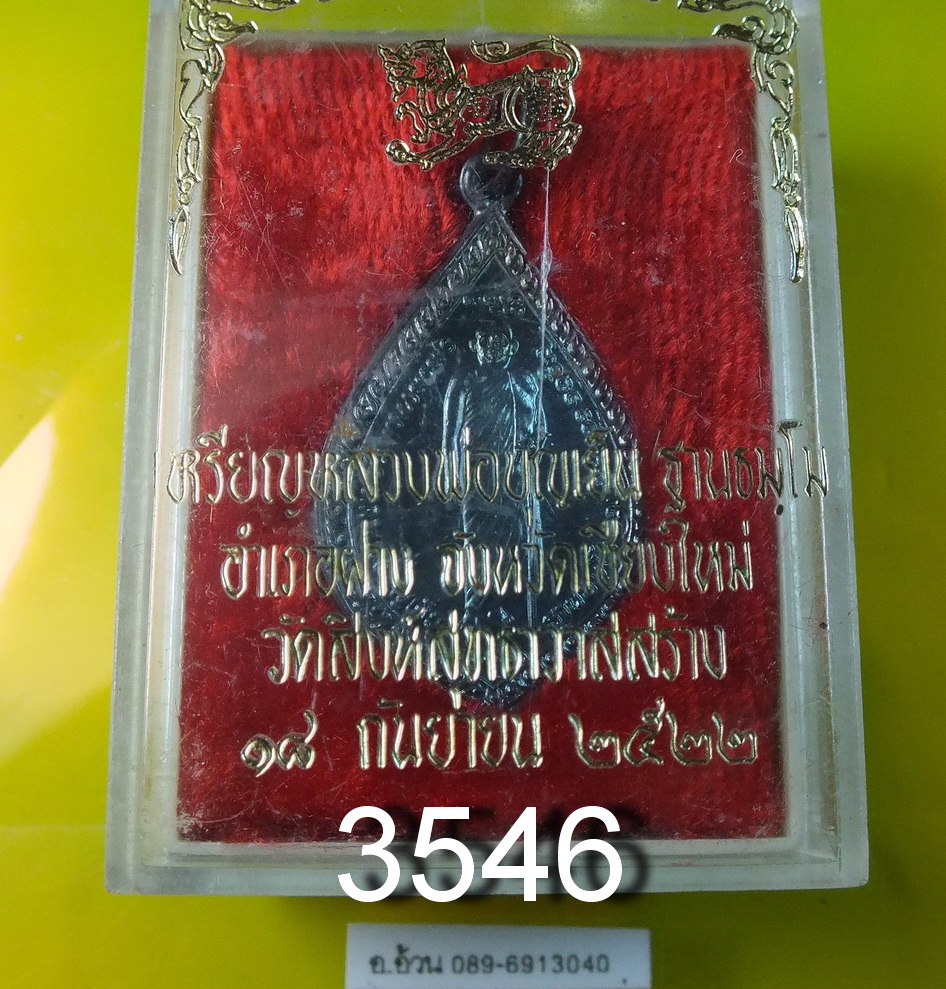 เหรียญหลวงพ่อบุญเย็น ฐานธมฺโม
อำเภอฝาง จังหวัดเชียงใหม่
วัดสิงห์สุทธาวาสสร้าง
๑๘ กันยายน ๒๕๒๒
3546
อ.อ้วน 089-6913040